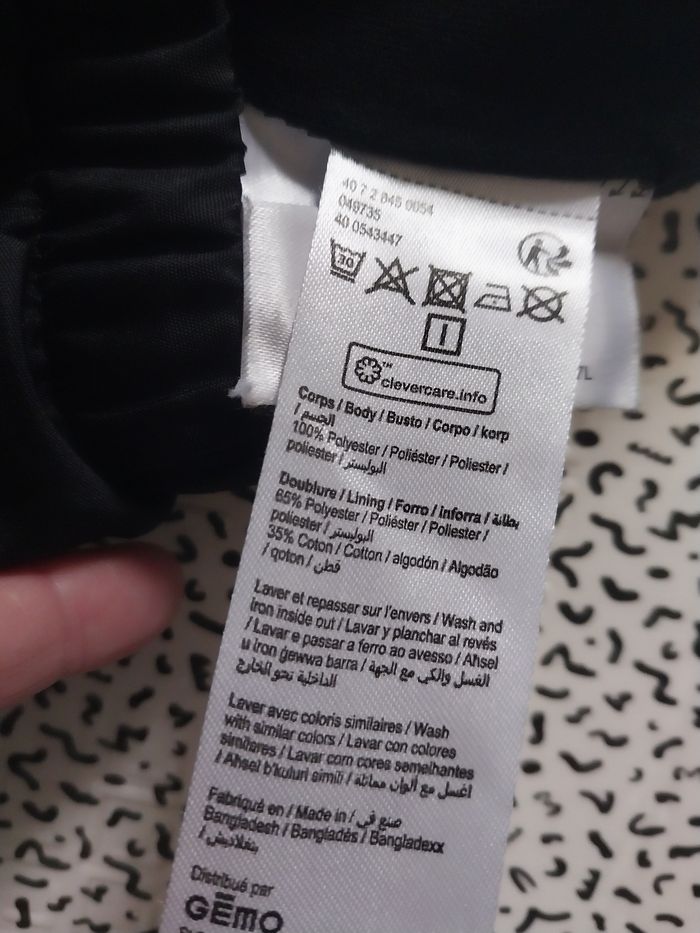 40 7 2 845 0054
049735
40 0543447
30
clevercare.info
™
7L
Corps / Body / Busto / Corpo / korp
/ الجسم
100% Polyester / Poliéster / Poliester /
poliester / البوليستر
Doublure / Lining / Forro / inforra / بطانة
65% Polyester / Poliéster / Poliester /
poliester / البوليستر
35% Coton / Cotton / algodón / Algodão
/ qoton / قطن
Laver et repasser sur l'envers / Wash and
iron inside out / Lavar y planchar al revés
/ Lavar e passar a ferro ao avesso / Aħsel
u iron ġewwa barra / الغسل والكي مع الجهة
الداخلية نحو الخارج
Laver avec coloris similaires / Wash
with similar colors / Lavar con colores
similares / Lavar com cores semelhantes
/ Aħsel b'kuluri simili / اغسل مع ألوان مماثلة
Fabriqué en / Made in / صنع في
Bangladesh / Bangladés / Bangladexx
/ بنغلاديش
Distribué par
GÉMO